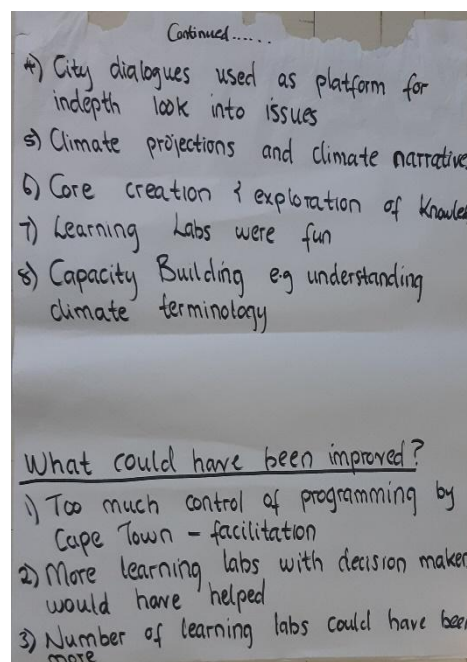 Continued......
4) City dialogues used as platform for
indepth look into issues
5) Climate projections and climate narrative
6) Core creation & exploration of knowle
7) Learning Labs were fun
8) Capacity Building e.g understanding
climate terminology
What could have been improved?
1) Too much control of programming by
Cape Town - facilitation
2) More learning labs with decision maker
would have helped
3) Number of learning labs could have been
more